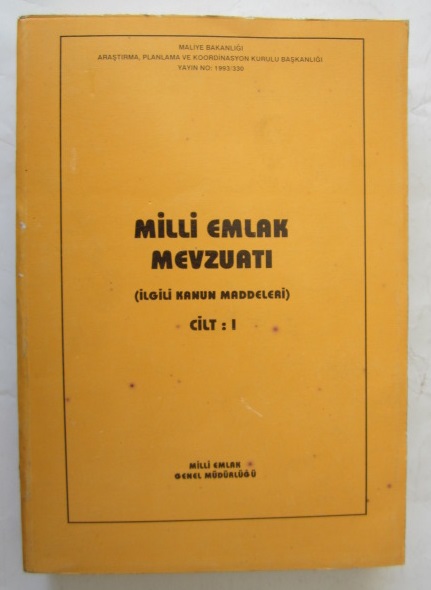 MALİYE BAKANLIĞI
ARAŞTIRMA, PLANLAMA VE KOORDİNASYON KURULU BAŞKANLIĞI
YAYIN NO: 1993/330
MİLLİ EMLAK
MEVZUATI
(İLGİLİ KANUN MADDELERİ)
CİLT : I
MİLLİ EMLAK
GENEL MÜDÜRLÜĞÜ